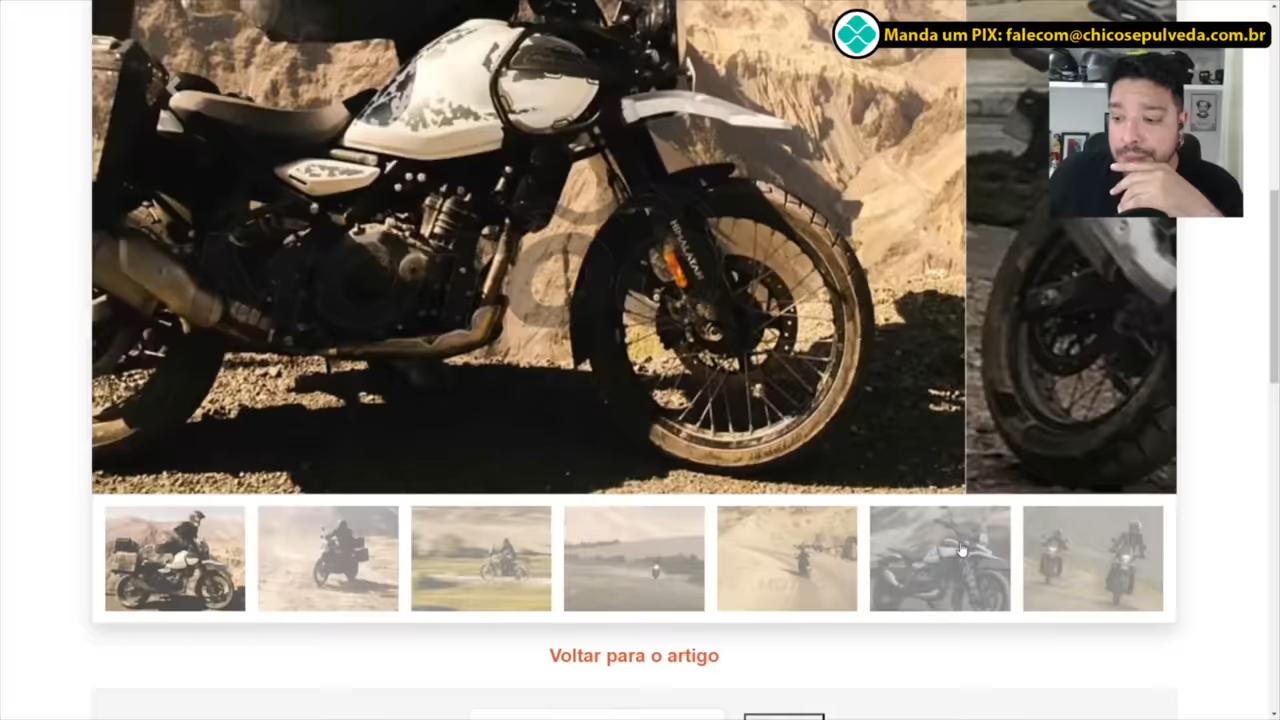 Manda um PIX: falecom@chicosepulveda.com.br
HIMALAYAN
Voltar para o artigo